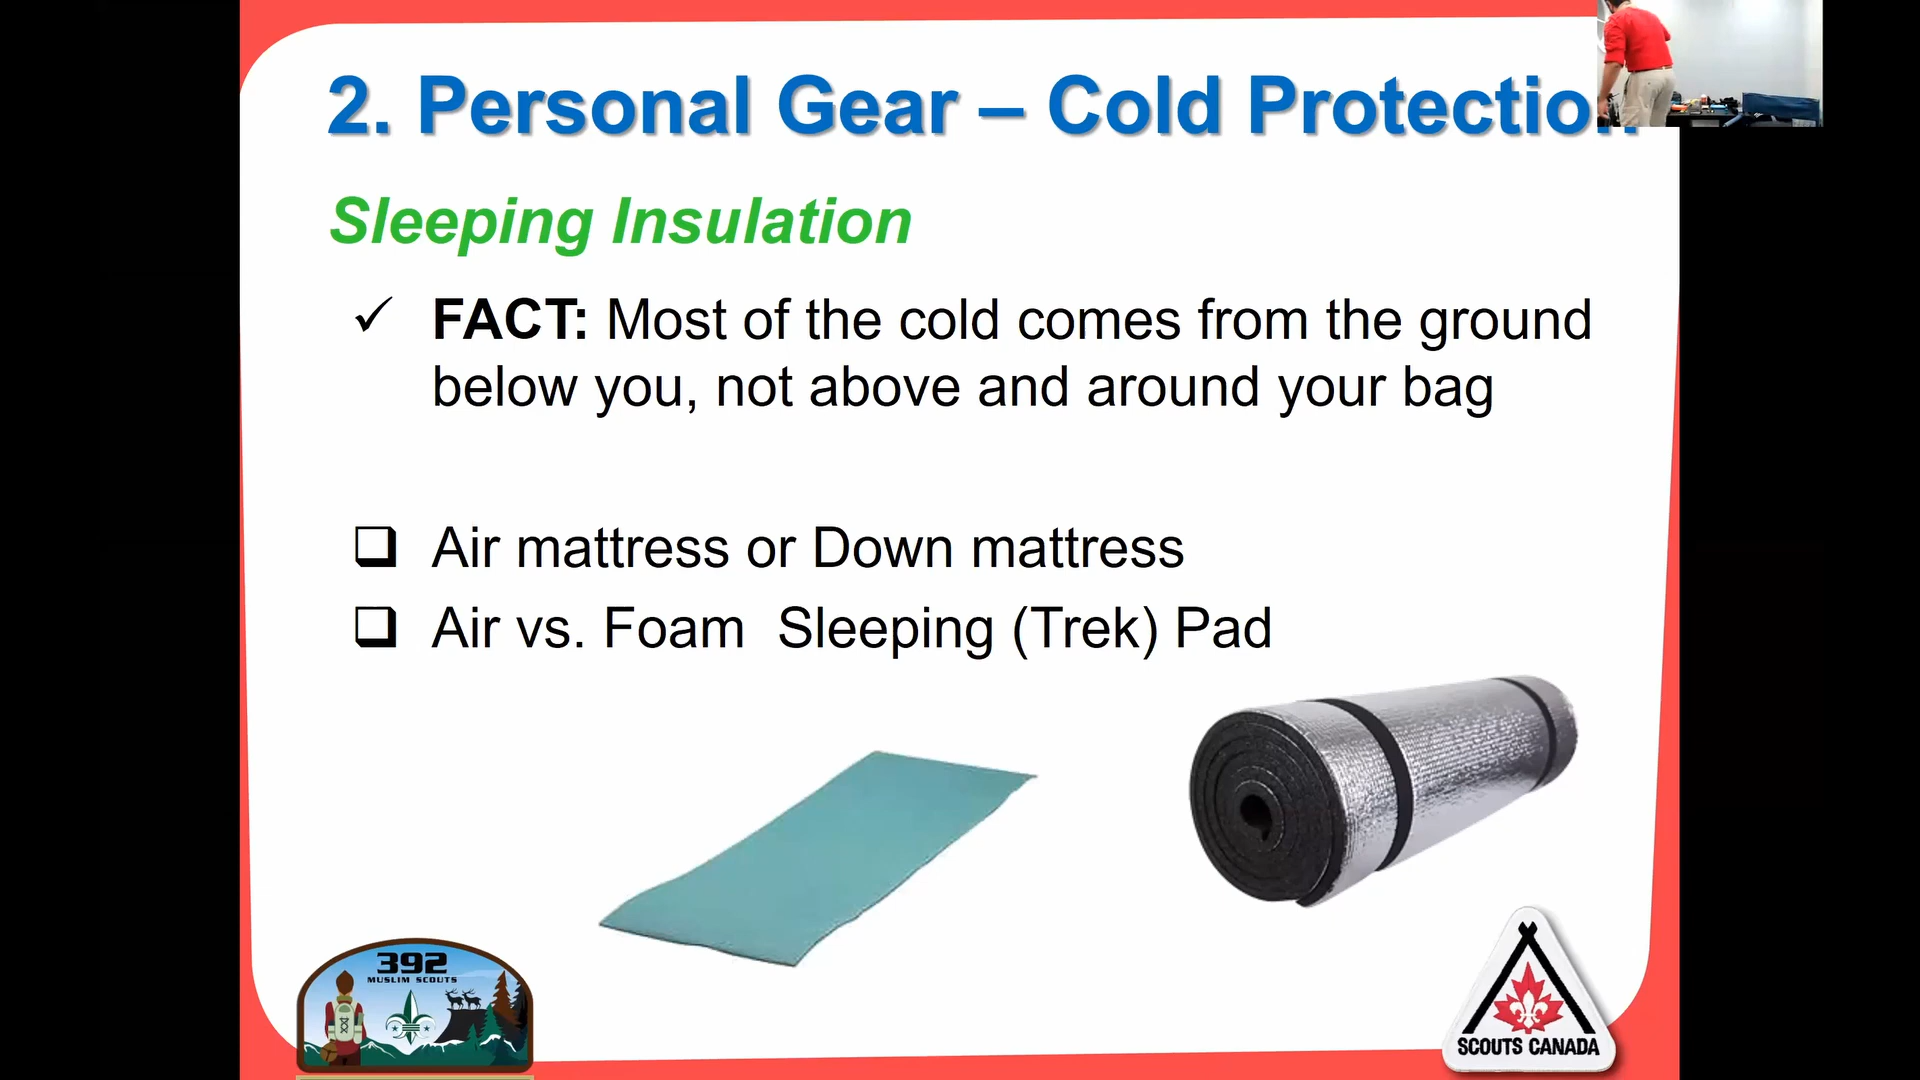 2. Personal Gear – Cold Protection
Sleeping Insulation
✓ FACT: Most of the cold comes from the ground
below you, not above and around your bag
❑ Air mattress or Down mattress
❑ Air vs. Foam Sleeping (Trek) Pad
392
MUSLIM SCOUTS
SCOUTS CANADA